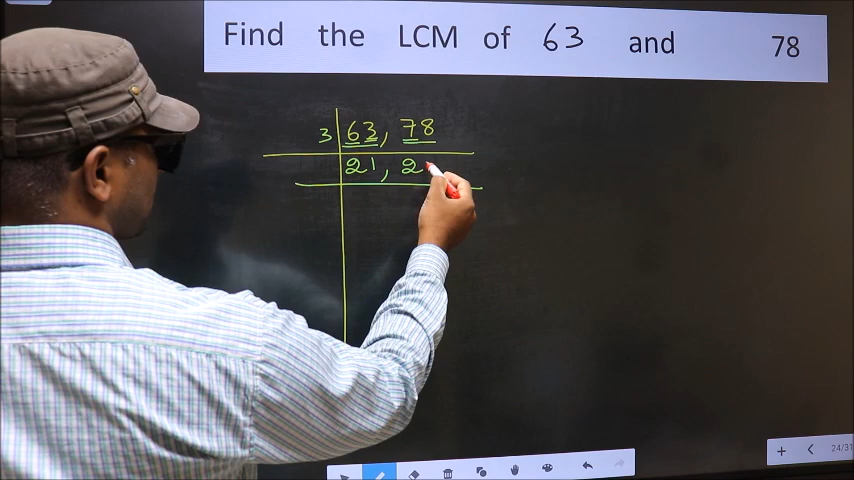 Find the LCM of 63 and 78
3 63, 78
21, 2
24/31